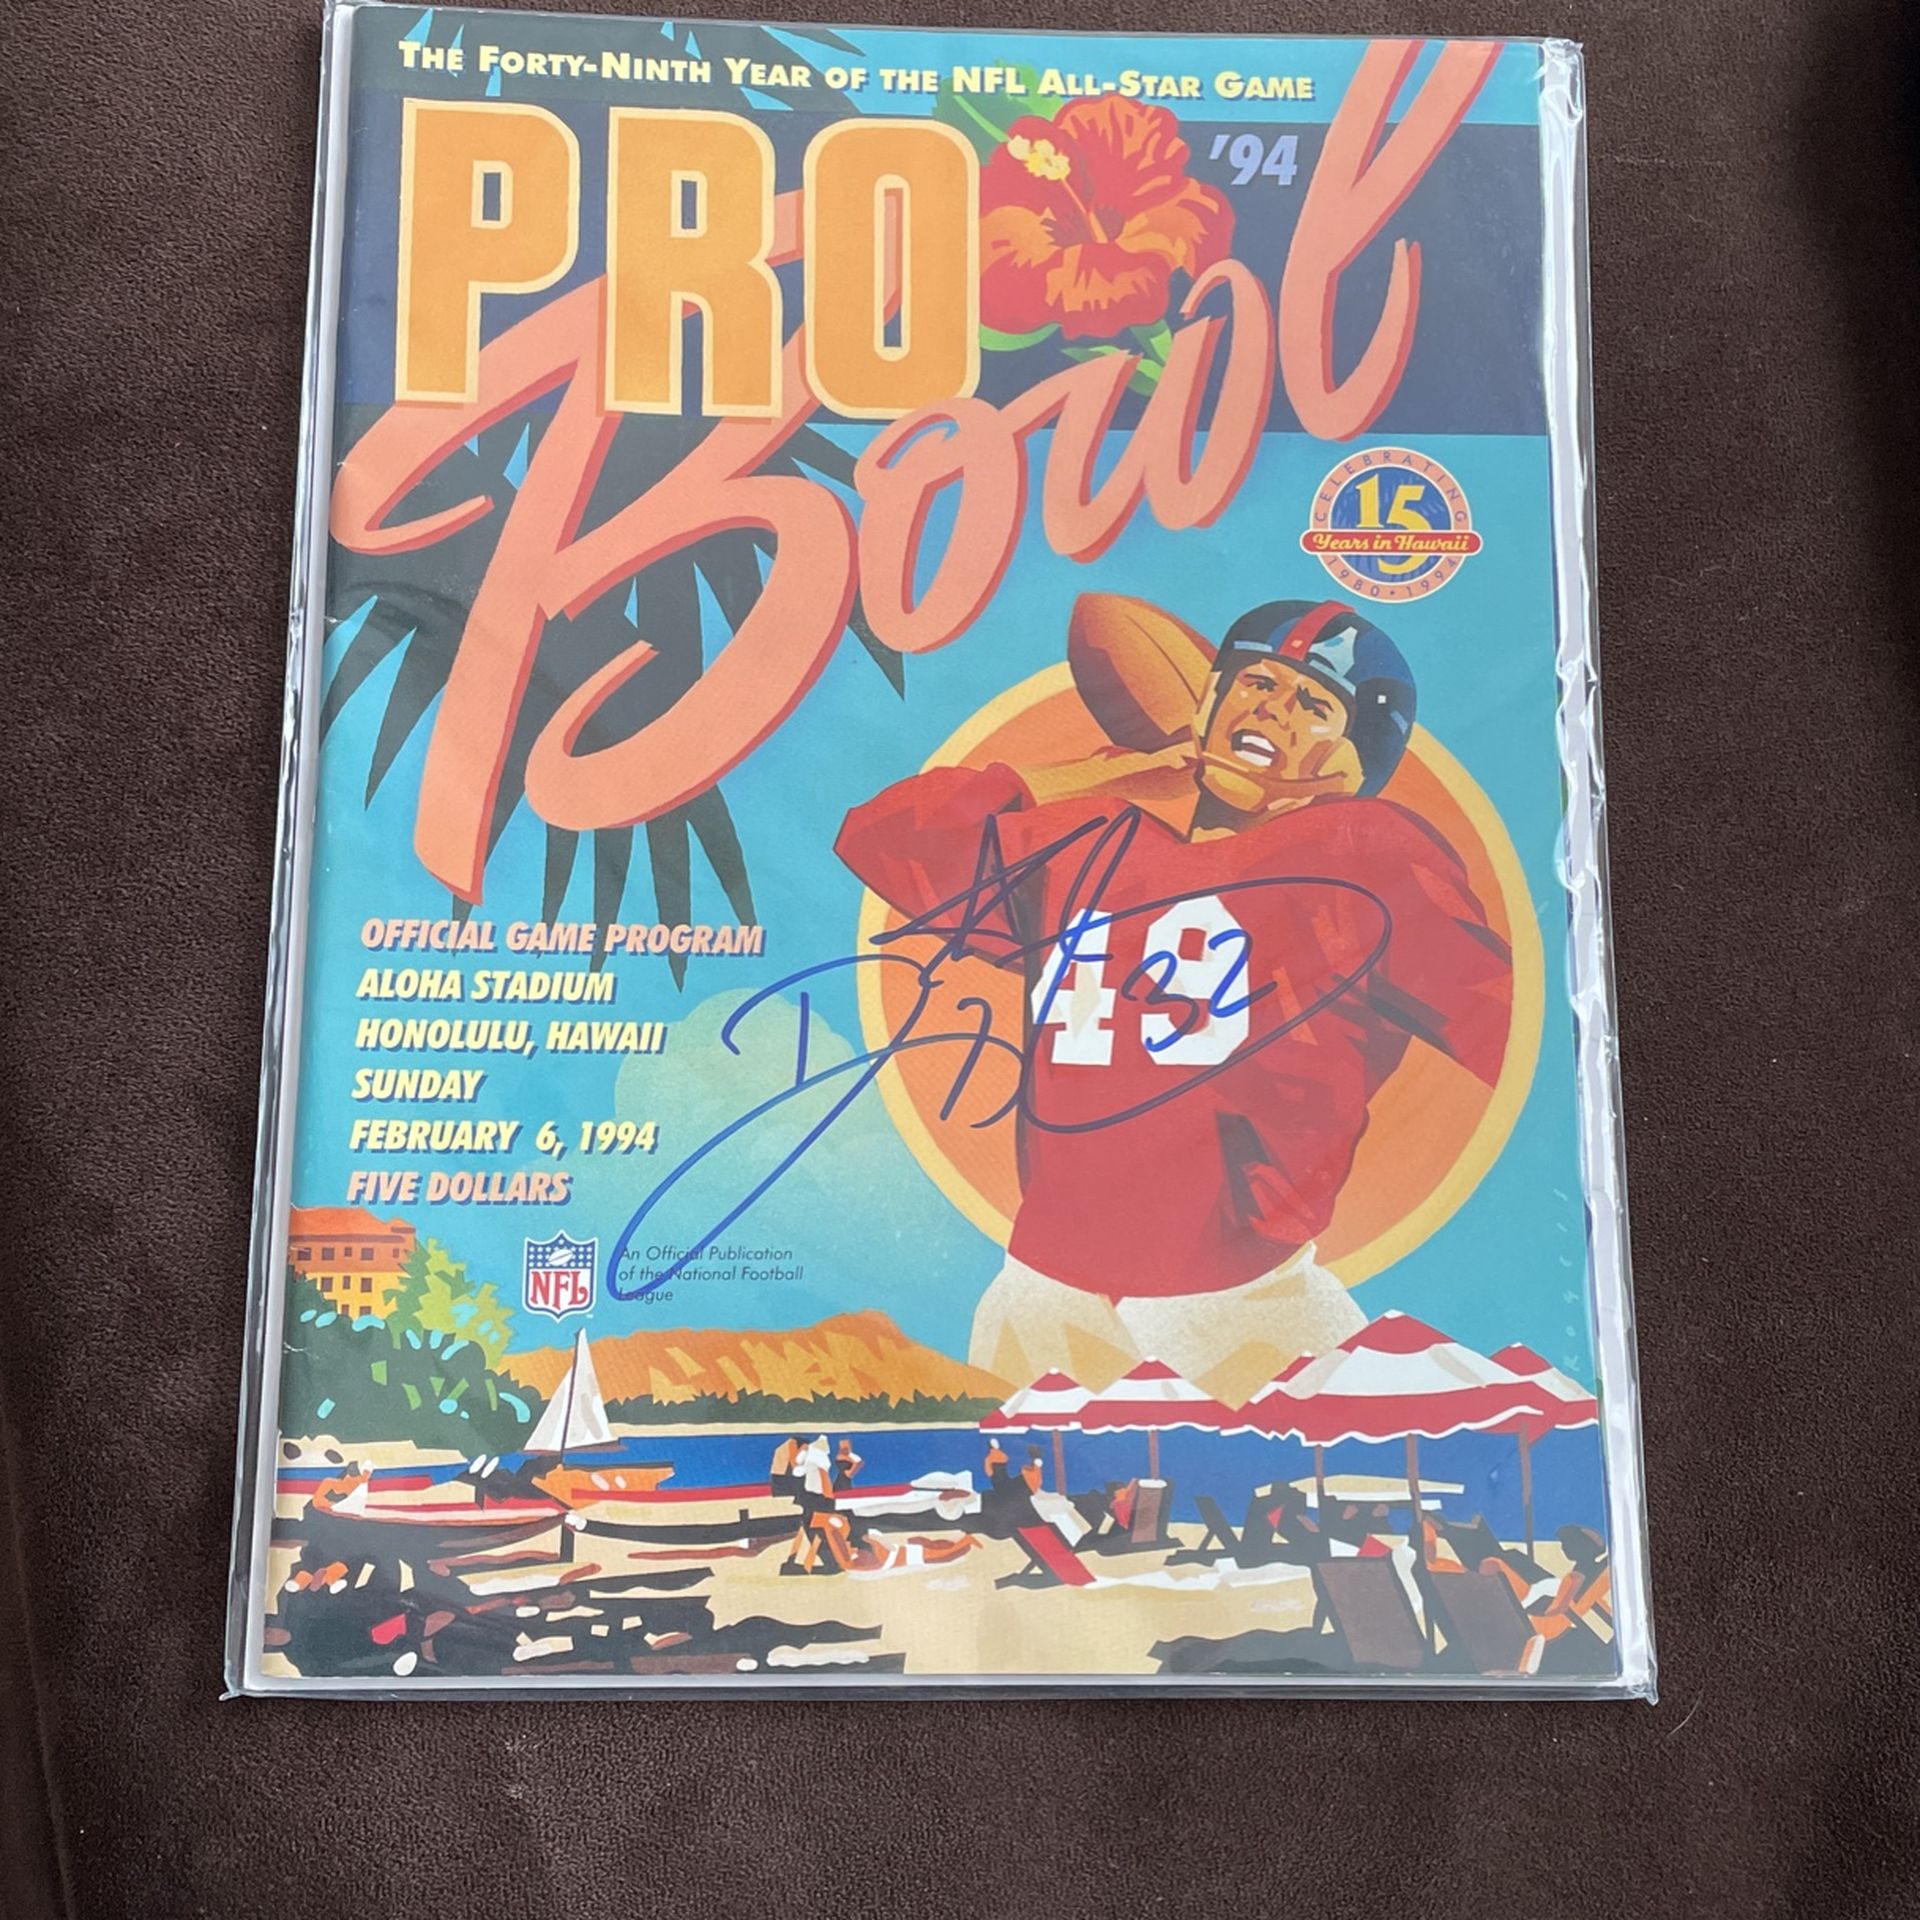 THE FORTY-NINTH YEAR OF THE NFL ALL-STAR GAME
PRO '94
Bowl
CELEBRATING
15
Years in Hawaii
1980 • 1994
49
32
OFFICIAL GAME PROGRAM
ALOHA STADIUM
HONOLULU, HAWAII
SUNDAY
FEBRUARY 6, 1994
FIVE DOLLARS
NFL
An Official Publication
of the National Football
League